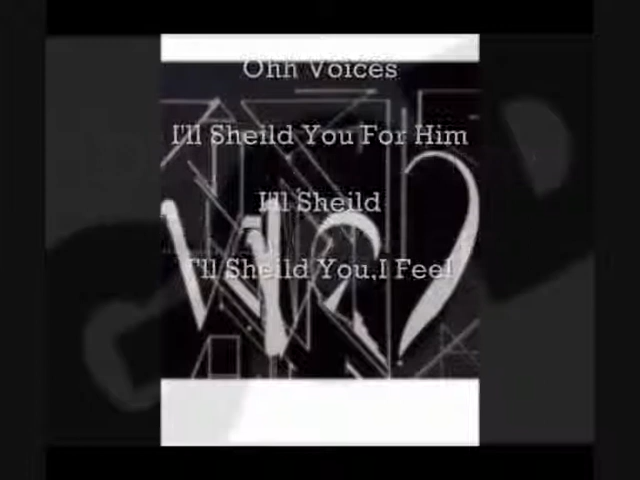 Ohh Voices
I'll Sheild You For Him
I'll Sheild
I'll Sheild You,I Feel